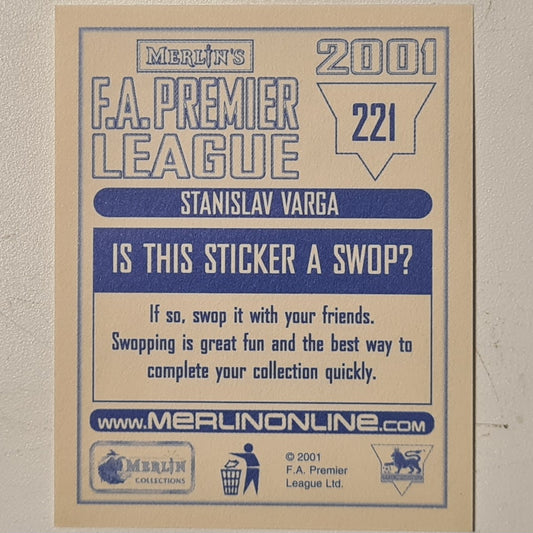 MERLIN'S
2001
F.A. PREMIER
LEAGUE
221
STANISLAV VARGA
IS THIS STICKER A SWOP?
If so, swop it with your friends.
Swopping is great fun and the best way to
complete your collection quickly.
www.MERLINONLINE.com
MERLIN
COLLECTIONS
© 2001
F.A. Premier
League Ltd.